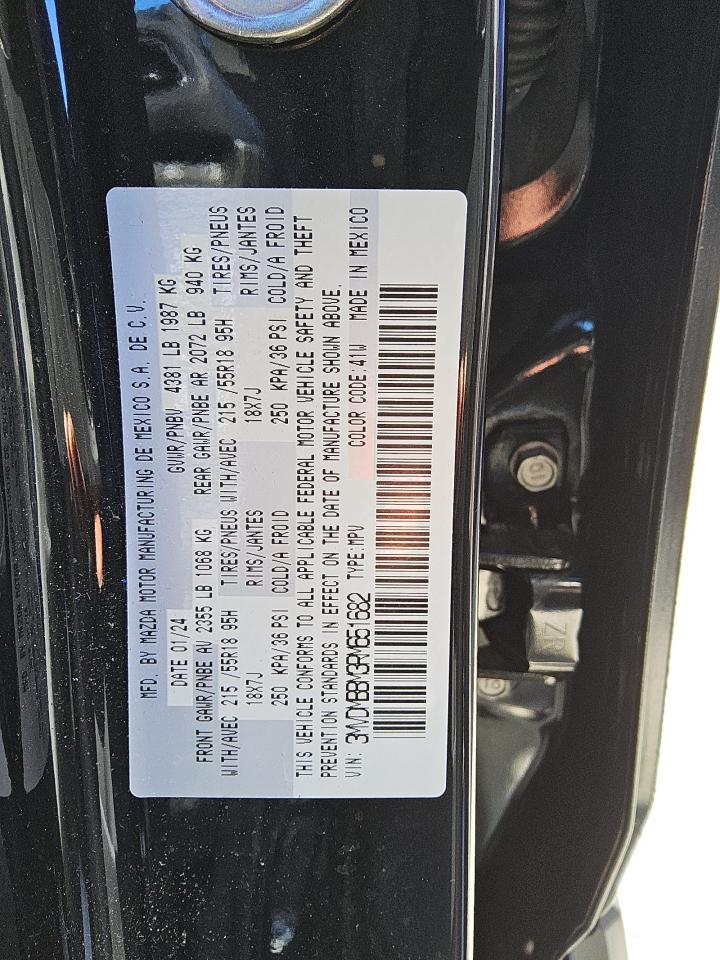 MFD. BY MAZDA MOTOR MANUFACTURING DE MEXICO S.A. DE C.V.
DATE 01/24 GVWR/PNBV 4381 LB 1987 KG
FRONT GAWR/PNBE AV 2355 LB 1068 KG REAR GAWR/PNBE AR 2072 LB 940 KG
WITH/AVEC 215 /55R18 95H TIRES/PNEUS WITH/AVEC 215 /55R18 95H TIRES/PNEUS
18X7J RIMS/JANTES 18X7J RIMS/JANTES
250 KPA/36 PSI COLD/A FROID 250 KPA/36 PSI COLD/A FROID
THIS VEHICLE CONFORMS TO ALL APPLICABLE FEDERAL MOTOR VEHICLE SAFETY AND THEFT
PREVENTION STANDARDS IN EFFECT ON THE DATE OF MANUFACTURE SHOWN ABOVE.
VIN: 3MVDMBBM3RM651682 TYPE:MPV COLOR CODE:41W MADE IN MEXICO